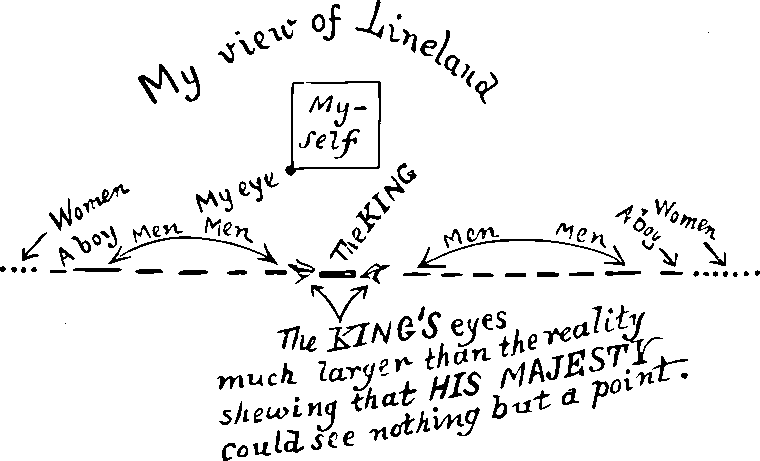 My view of Lineland
My-
self
My eye
The KING
Women
A boy
Men
Men
Men
Men
A boy
Women
The KING'S eyes
much larger than the reality
shewing that HIS MAJESTY
could see nothing but a point.